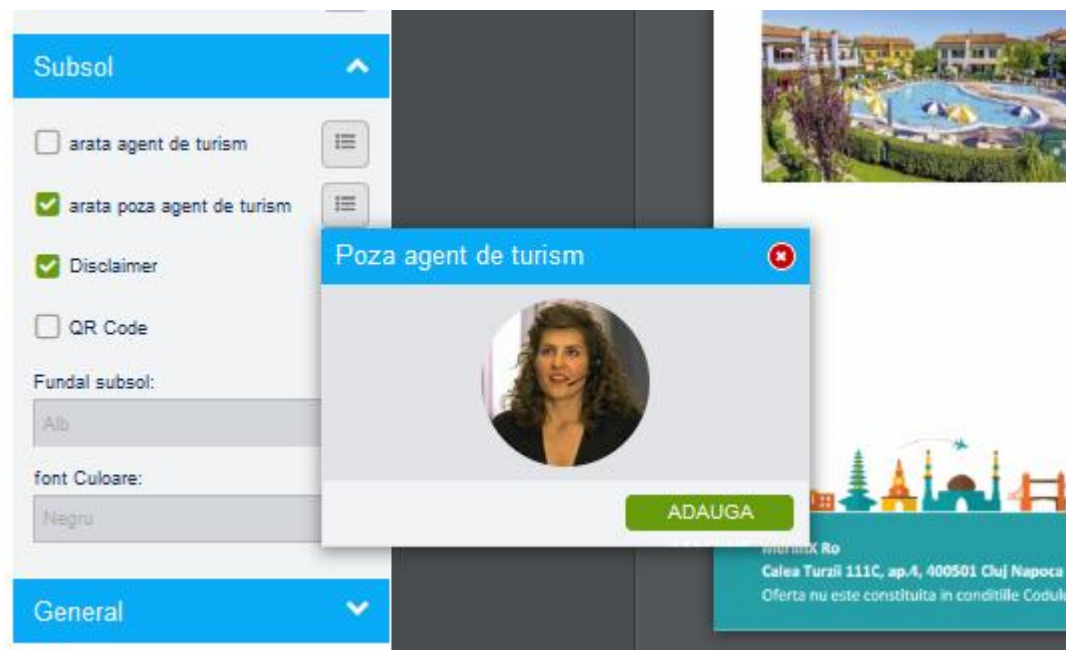 Subsol
arata agent de turism
arata poza agent de turism
Disclaimer
QR Code
Fundal subsol:
Alb
font Culoare:
Negru
General
Poza agent de turism
ADAUGA
Ro
Calea Turzii 111C, ap.4, 400501 Cluj Napoca
Oferta nu este constituita in conditiile